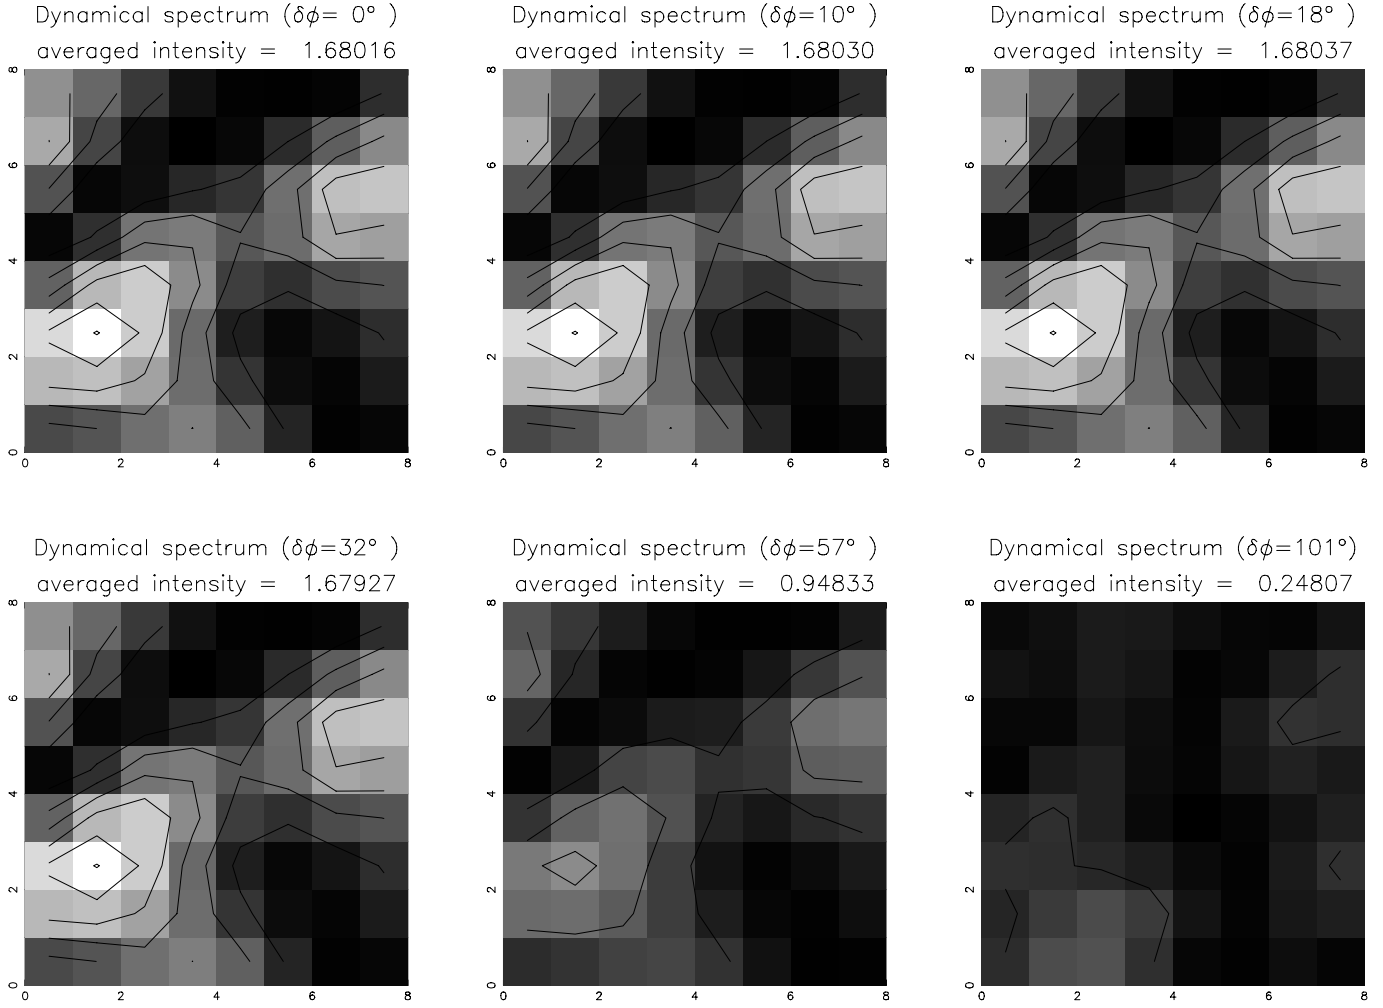 Dynamical spectrum (δϕ= 0° )
averaged intensity = 1.68016
8
6
4
2
0
0 2 4 6 8
Dynamical spectrum (δϕ=10° )
averaged intensity = 1.68030
8
6
4
2
0
0 2 4 6 8
Dynamical spectrum (δϕ=18° )
averaged intensity = 1.68037
8
6
4
2
0
0 2 4 6 8
Dynamical spectrum (δϕ=32° )
averaged intensity = 1.67927
8
6
4
2
0
0 2 4 6 8
Dynamical spectrum (δϕ=57° )
averaged intensity = 0.94833
8
6
4
2
0
0 2 4 6 8
Dynamical spectrum (δϕ=101°)
averaged intensity = 0.24807
8
6
4
2
0
0 2 4 6 8